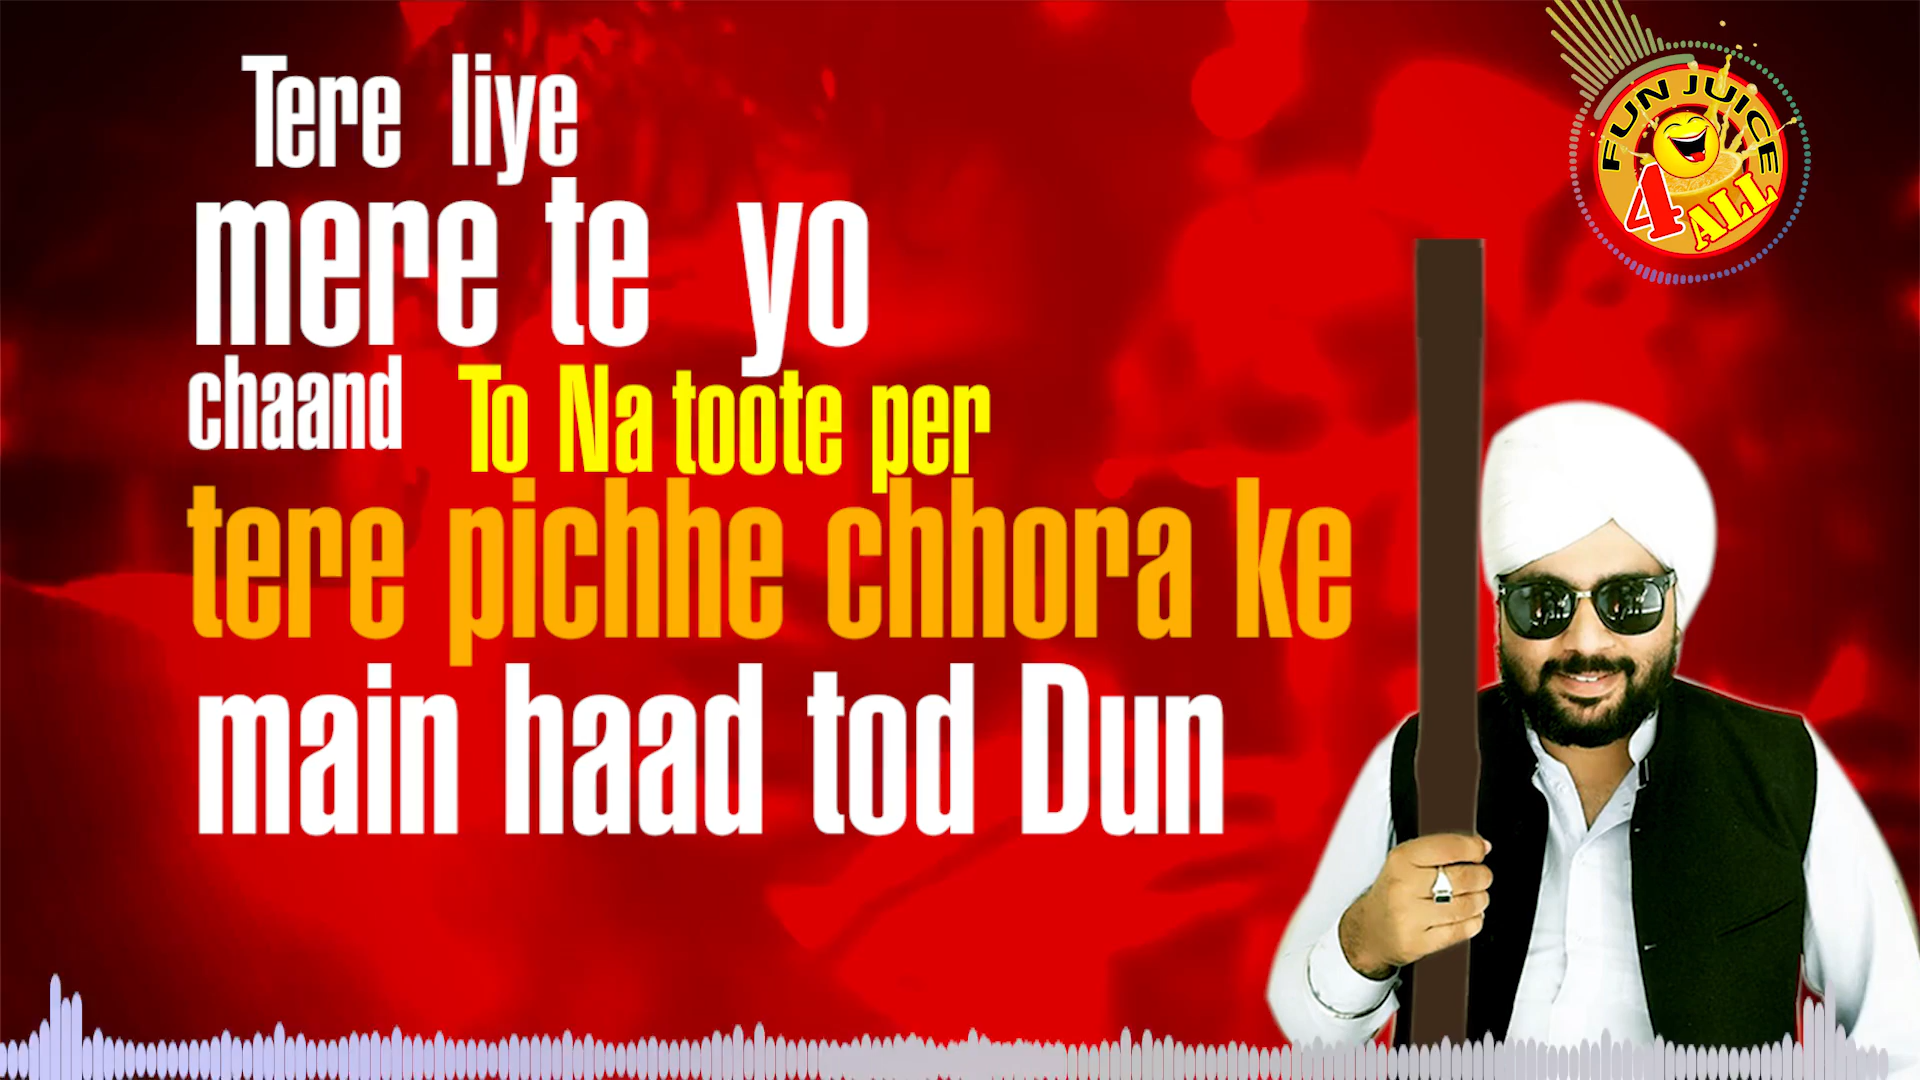 Tere liye
mere te yo
chaand To Na toote per
tere pichhe chhora ke
main haad tod Dun
FUN JUICE
4 ALL